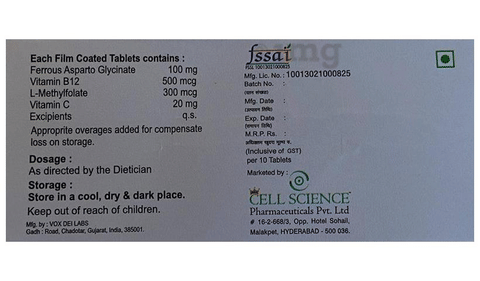 Each Film Coated Tablets contains :
Ferrous Asparto Glycinate 100 mg
Vitamin B12 500 mcg
L-Methylfolate 300 mcg
Vitamin C 20 mg
Excipients q.s.
Approprite overages added for compensate
loss on storage.
Dosage :
As directed by the Dietician
Storage :
Store in a cool, dry & dark place.
Keep out of reach of children.
Mfg. by : VOX DEI LABS
Gadh : Road, Chadotar, Gujarat, India, 385001.
fssai
FSSL 10013021000825
Mfg. Lic. No. : 10013021000825
Batch No. :
Mfg. Date :
Exp. Date :
M.R.P. Rs. :
(Inclusive of GST)
per 10 Tablets
Marketed by :
CELL SCIENCE
Pharmaceuticals Pvt. Ltd
# 16-2-668/3, Opp. Hotel Sohail,
Malakpet, HYDERABAD - 500 036.